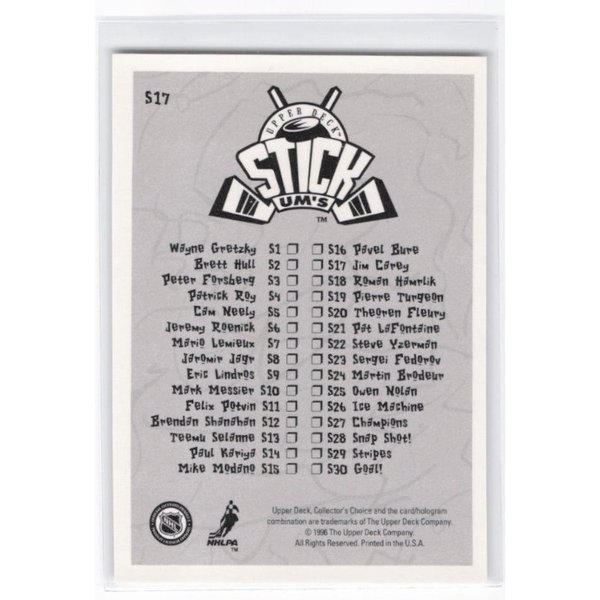 S17
UPPER DECK
STICK
UM'S
TM
Wayne Gretzky S1 S16 Pavel Bure
Brett Hull S2 S17 Jim Carey
Peter Forsberg S3 S18 Roman Hamrlik
Patrick Roy S4 S19 Pierre Turgeon
Cam Neely S5 S20 Theoren Fleury
Jeremy Roenick S6 S21 Pat LaFontaine
Mario Lemieux S7 S22 Steve Yzerman
Jaromir Jagr S8 S23 Sergei Fedorov
Eric Lindros S9 S24 Martin Brodeur
Mark Messier S10 S25 Owen Nolan
Felix Potvin S11 S26 Ice Machine
Brendan Shanahan S12 S27 Champions
Teemu Selanne S13 S28 Snap Shot!
Paul Kariya S14 S29 Stripes
Mike Modano S15 S30 Goal!
Upper Deck, Collector's Choice and the card/hologram
combination are trademarks of The Upper Deck Company.
© 1996 The Upper Deck Company.
All Rights Reserved. Printed in the U.S.A.
NHL
NHLPA
TM